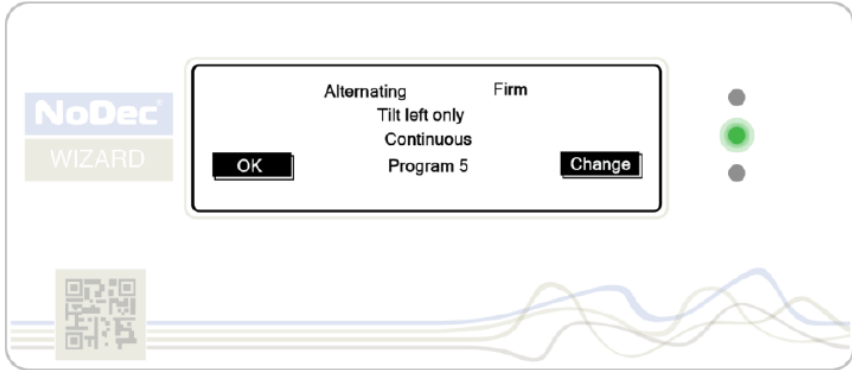 NoDec®
WIZARD
Alternating Firm
Tilt left only
Continuous
OK Program 5 Change